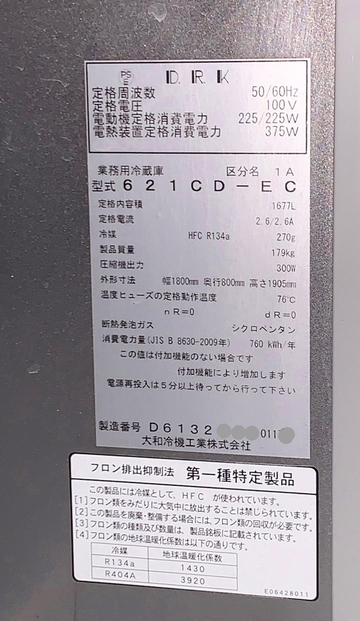 PS
E
D.R.K
定格周波数 50/60Hz
定格電圧 100V
電動機定格消費電力 225/225W
電熱装置定格消費電力 375W
業務用冷蔵庫 区分名 1A
型式 621CD-EC
定格内容積 1677L
定格電流 2.6/2.6A
冷媒 HFC R134a 270g
製品質量 179kg
圧縮機出力 300W
外形寸法 幅1800mm 奥行800mm 高さ1905mm
温度ヒューズの定格動作温度 76℃
nR=0 dR=0
断熱発泡ガス シクロペンタン
消費電力量(JIS B 8630-2009年) 760 kWh/年
この値は付加機能のない場合です
付加機能により増加します
電源再投入は5分以上待ってから行って下さい
製造番号 D6132 011
大和冷機工業株式会社
フロン排出抑制法 第一種特定製品
この製品には冷媒として、HFCが使われています。
[1]フロン類をみだりに大気中に放出することは禁じられています。
[2]この製品を廃棄・整備する場合には、フロン類の回収が必要です。
[3]フロン類の種類及び数量は、製品銘板に記載されています。
[4]フロン類の地球温暖化係数は以下の通りです。
冷媒 地球温暖化係数
R134a 1430
R404A 3920
E06428011